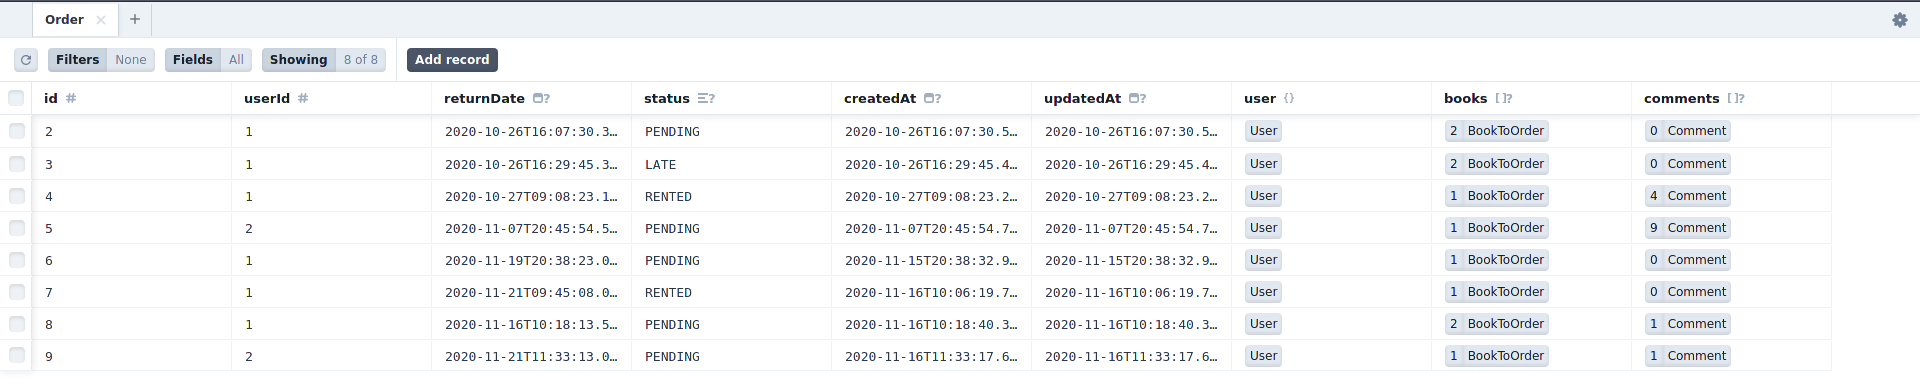 Order × +
Filters None Fields All Showing 8 of 8 Add record
id # userId # returnDate ? status ? createdAt ? updatedAt ? user {} books []? comments []?
2 1 2020-10-26T16:07:30.3… PENDING 2020-10-26T16:07:30.5… 2020-10-26T16:07:30.5… User 2 BookToOrder 0 Comment
3 1 2020-10-26T16:29:45.3… LATE 2020-10-26T16:29:45.4… 2020-10-26T16:29:45.4… User 2 BookToOrder 0 Comment
4 1 2020-10-27T09:08:23.1… RENTED 2020-10-27T09:08:23.2… 2020-10-27T09:08:23.2… User 1 BookToOrder 4 Comment
5 2 2020-11-07T20:45:54.5… PENDING 2020-11-07T20:45:54.7… 2020-11-07T20:45:54.7… User 1 BookToOrder 9 Comment
6 1 2020-11-19T20:38:23.0… PENDING 2020-11-15T20:38:32.9… 2020-11-15T20:38:32.9… User 1 BookToOrder 0 Comment
7 1 2020-11-21T09:45:08.0… RENTED 2020-11-16T10:06:19.7… 2020-11-16T10:06:19.7… User 1 BookToOrder 0 Comment
8 1 2020-11-16T10:18:13.5… PENDING 2020-11-16T10:18:40.3… 2020-11-16T10:18:40.3… User 2 BookToOrder 1 Comment
9 2 2020-11-21T11:33:13.0… PENDING 2020-11-16T11:33:17.6… 2020-11-16T11:33:17.6… User 1 BookToOrder 1 Comment